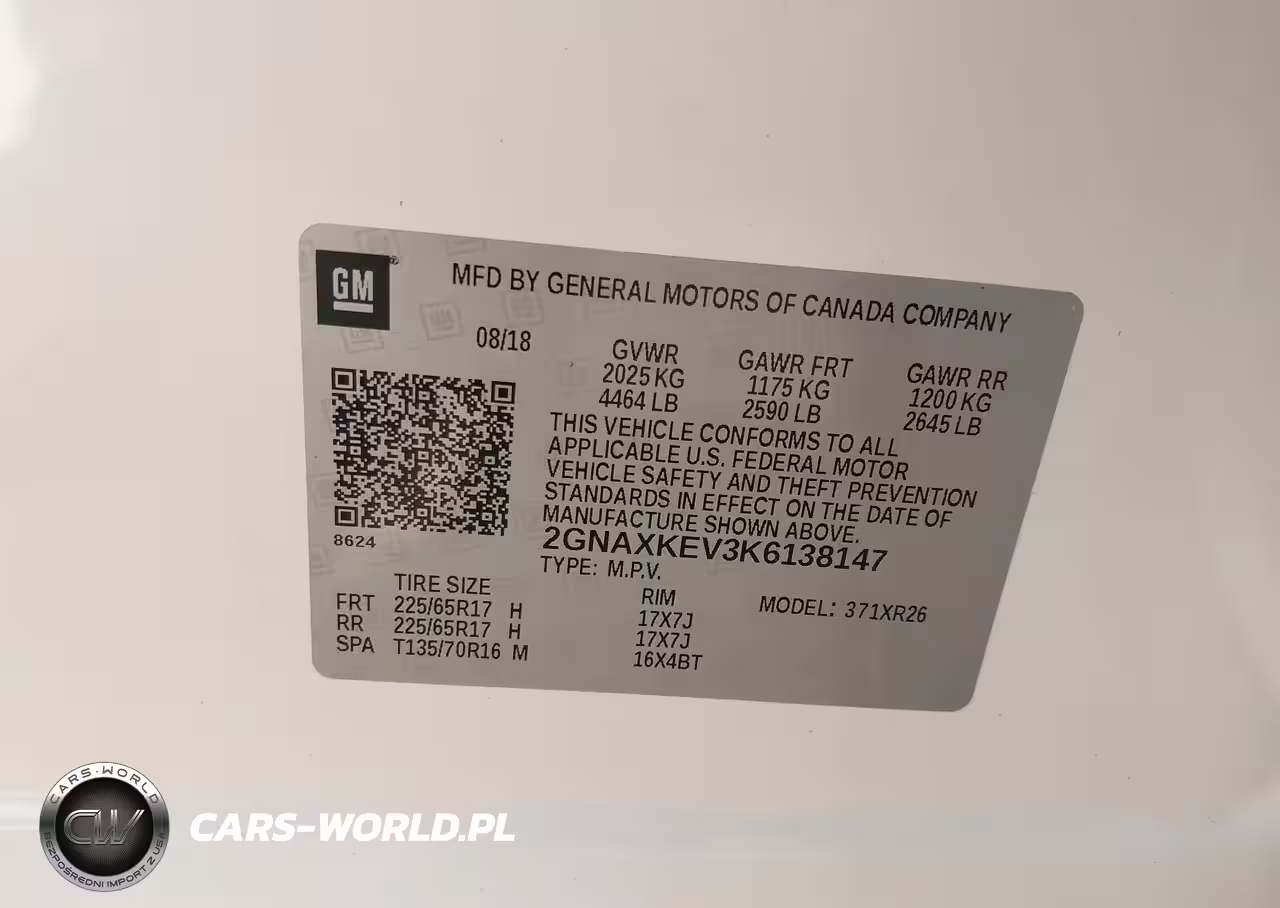 GM
MFD BY GENERAL MOTORS OF CANADA COMPANY
08/18
GVWR GAWR FRT GAWR RR
2025 KG 1175 KG 1200 KG
4464 LB 2590 LB 2645 LB
THIS VEHICLE CONFORMS TO ALL
APPLICABLE U.S. FEDERAL MOTOR
VEHICLE SAFETY AND THEFT PREVENTION
STANDARDS IN EFFECT ON THE DATE OF
MANUFACTURE SHOWN ABOVE.
8624
2GNAXKEV3K6138147
TYPE: M.P.V.
TIRE SIZE RIM MODEL: 371XR26
FRT 225/65R17 H 17X7J
RR 225/65R17 H 17X7J
SPA T135/70R16 M 16X4BT
CARS-WORLD
CW
BEZPOŚREDNI IMPORT Z USA
CARS-WORLD.PL